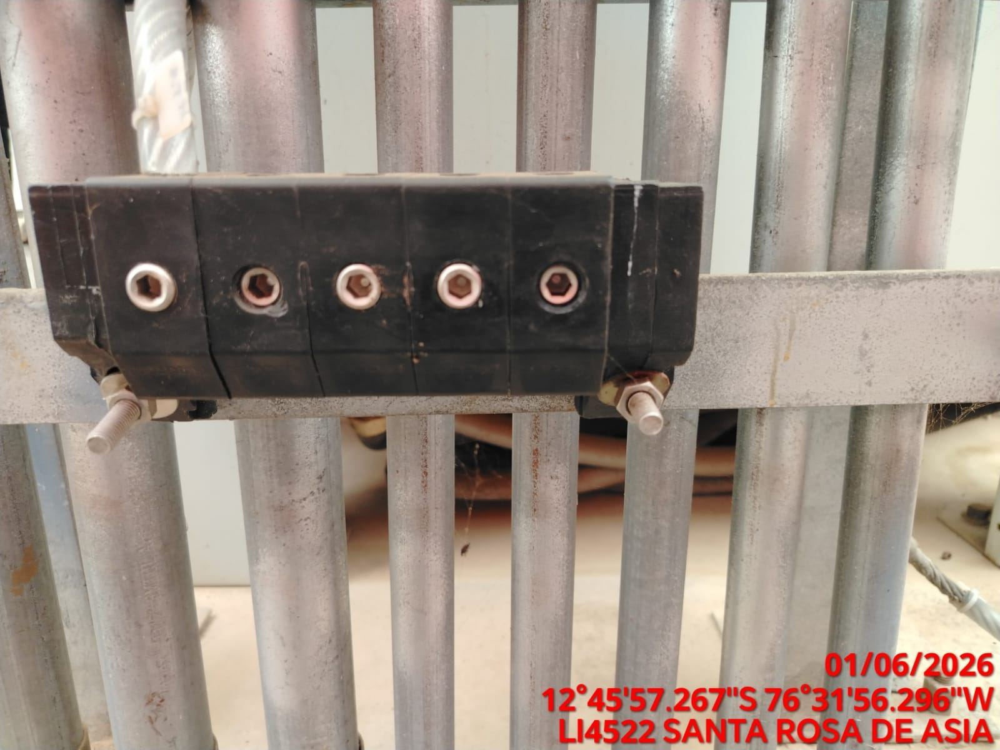 01/06/2026
12°45'57.267"S 76°31'56.296"W
LI4522 SANTA ROSA DE ASIA